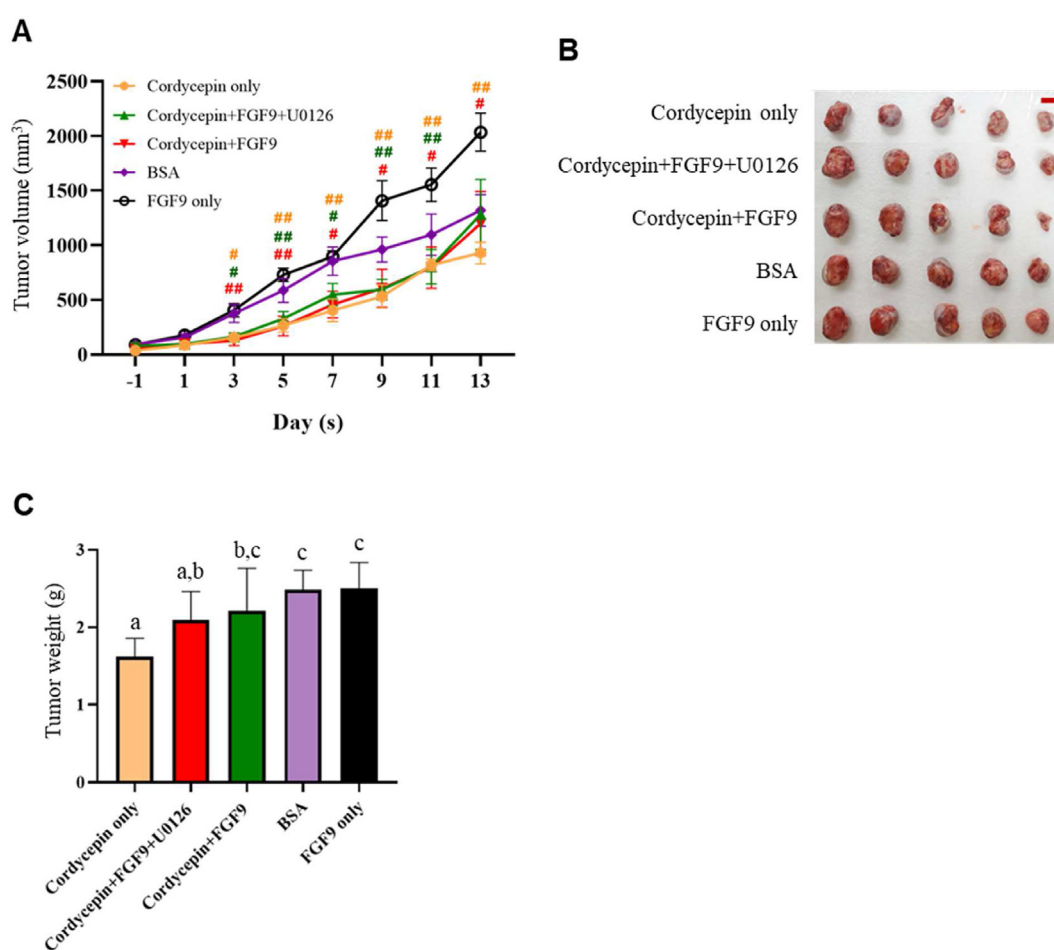 A
Tumor volume (mm³)
2500
2000
1500
1000
500
0
Cordycepin only
Cordycepin+FGF9+U0126
Cordycepin+FGF9
BSA
FGF9 only
#
#
##
##
##
##
##
#
#
##
##
#
##
##
#
##
#
-1 1 3 5 7 9 11 13
Day (s)
B
Cordycepin only
Cordycepin+FGF9+U0126
Cordycepin+FGF9
BSA
FGF9 only
C
Tumor weight (g)
3
2
1
0
a
a,b
b,c
c
c
Cordycepin only
Cordycepin+FGF9+U0126
Cordycepin+FGF9
BSA
FGF9 only